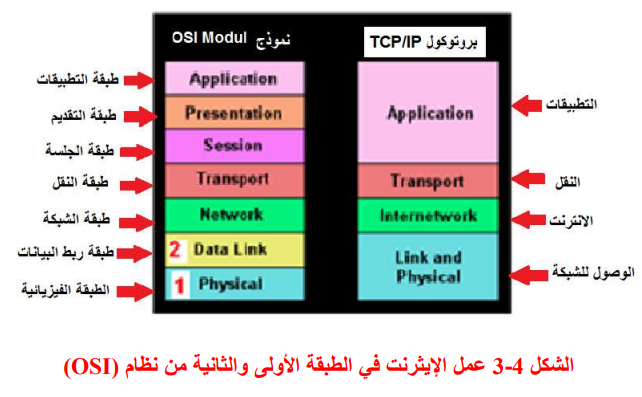 نموذج OSI Modul
بروتوكول TCP/IP
طبقة التطبيقات
Application
طبقة التقديم
Presentation
طبقة الجلسة
Session
طبقة النقل
Transport
طبقة الشبكة
Network
طبقة ربط البيانات
2 Data Link
الطبقة الفيزيائية
1 Physical
Application
التطبيقات
Transport
النقل
Internetwork
الانترنت
Link and
Physical
الوصول للشبكة
الشكل 4-3 عمل الإيثرنت في الطبقة الأولى والثانية من نظام (OSI)